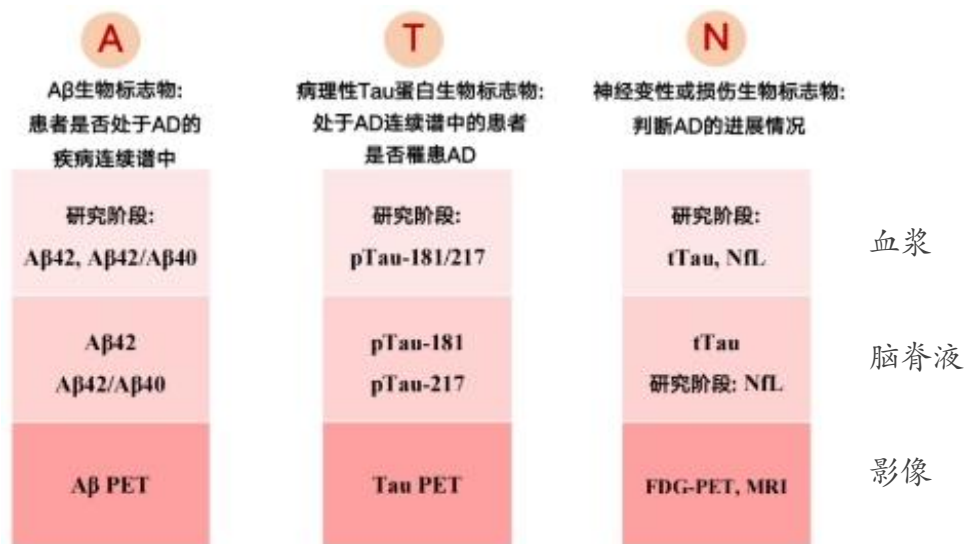 A
T
N
Aβ生物标志物:
患者是否处于AD的
疾病连续谱中
病理性Tau蛋白生物标志物:
处于AD连续谱中的患者
是否罹患AD
神经变性或损伤生物标志物:
判断AD的进展情况
研究阶段:
Aβ42, Aβ42/Aβ40
研究阶段:
pTau-181/217
研究阶段:
tTau, NfL
血浆
Aβ42
Aβ42/Aβ40
pTau-181
pTau-217
tTau
研究阶段: NfL
脑脊液
Aβ PET
Tau PET
FDG-PET, MRI
影像